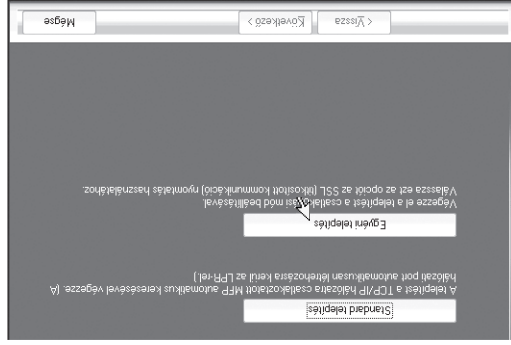 Standard telepítés
A telepítést a TCP/IP hálózatra csatlakoztatott MFP automatikus keresésével végezze. (A
hálózati port automatikusan létrehozásra kerül az LPR-rel.)
Egyéni telepítés
Végezze el a telepítést a csatlakozási mód beállításával.
Válassza ezt az opciót az SSL (titkosított kommunikáció) nyomtatás használatához.
< Vissza
Következő >
Mégse